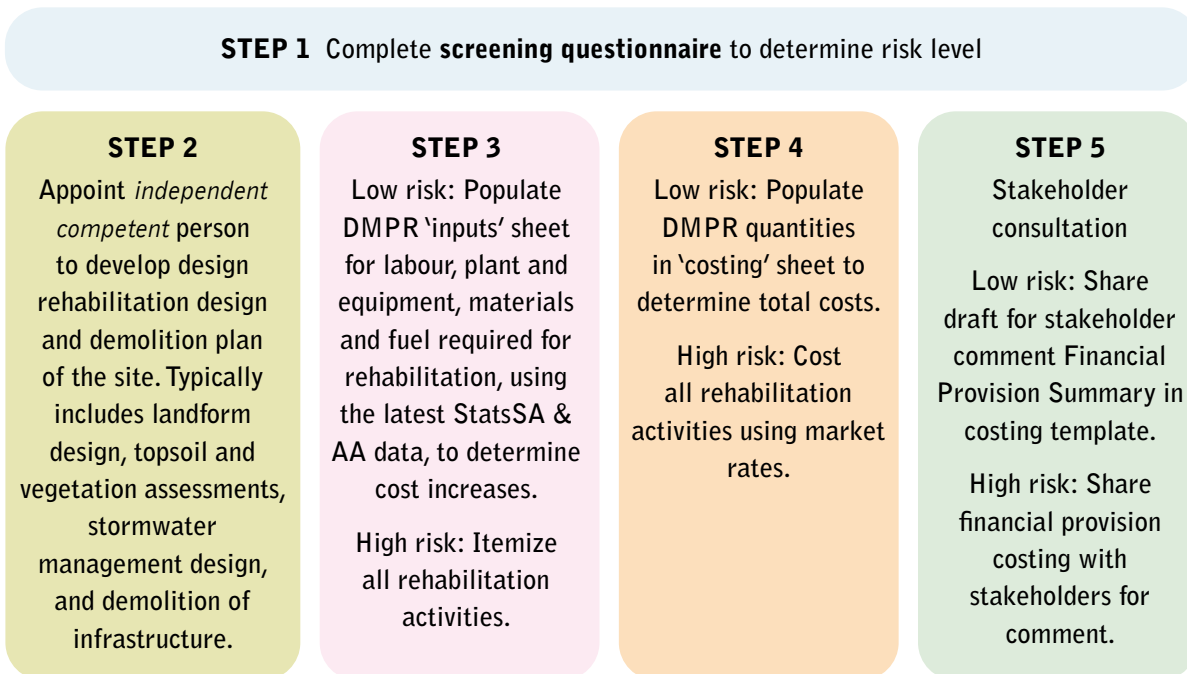 STEP 1 Complete screening questionnaire to determine risk level
STEP 2
Appoint independent
competent person
to develop design
rehabilitation design
and demolition plan
of the site. Typically
includes landform
design, topsoil and
vegetation assessments,
stormwater
management design,
and demolition of
infrastructure.
STEP 3
Low risk: Populate
DMPR ‘inputs’ sheet
for labour, plant and
equipment, materials
and fuel required for
rehabilitation, using
the latest StatsSA &
AA data, to determine
cost increases.
High risk: Itemize
all rehabilitation
activities.
STEP 4
Low risk: Populate
DMPR quantities
in ‘costing’ sheet to
determine total costs.
High risk: Cost
all rehabilitation
activities using market
rates.
STEP 5
Stakeholder
consultation
Low risk: Share
draft for stakeholder
comment Financial
Provision Summary in
costing template.
High risk: Share
financial provision
costing with
stakeholders for
comment.